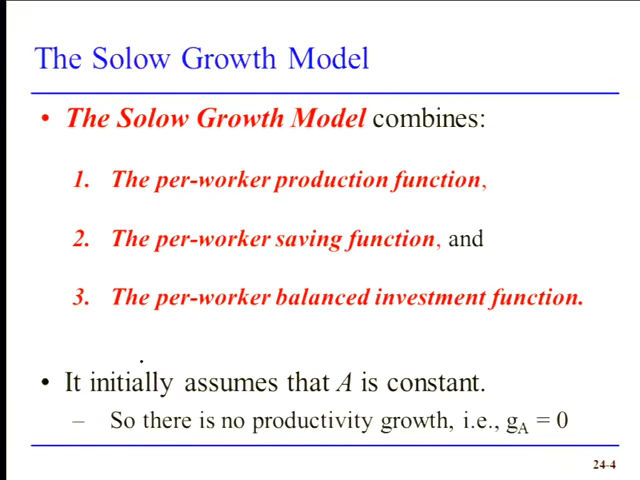 The Solow Growth Model
• The Solow Growth Model combines:
1. The per-worker production function,
2. The per-worker saving function, and
3. The per-worker balanced investment function.
• It initially assumes that A is constant.
– So there is no productivity growth, i.e., gA = 0
24-4